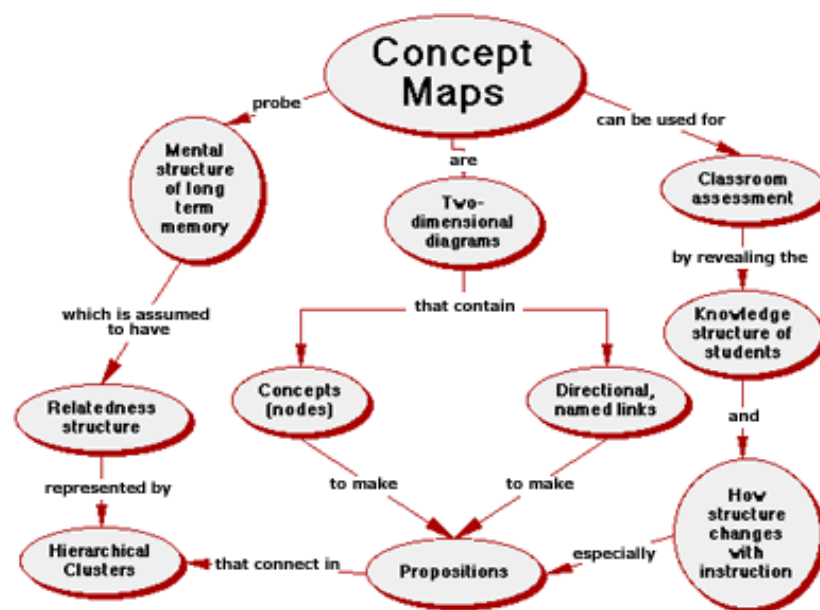 Concept
Maps
probe
can be used for
are
Mental
structure
of long
term
memory
Two-
dimensional
diagrams
Classroom
assessment
by revealing the
which is assumed
to have
that contain
Knowledge
structure of
students
Relatedness
structure
Concepts
(nodes)
Directional,
named links
and
represented by
to make
to make
How
structure
changes
with
instruction
Hierarchical
Clusters
that connect in
Propositions
especially